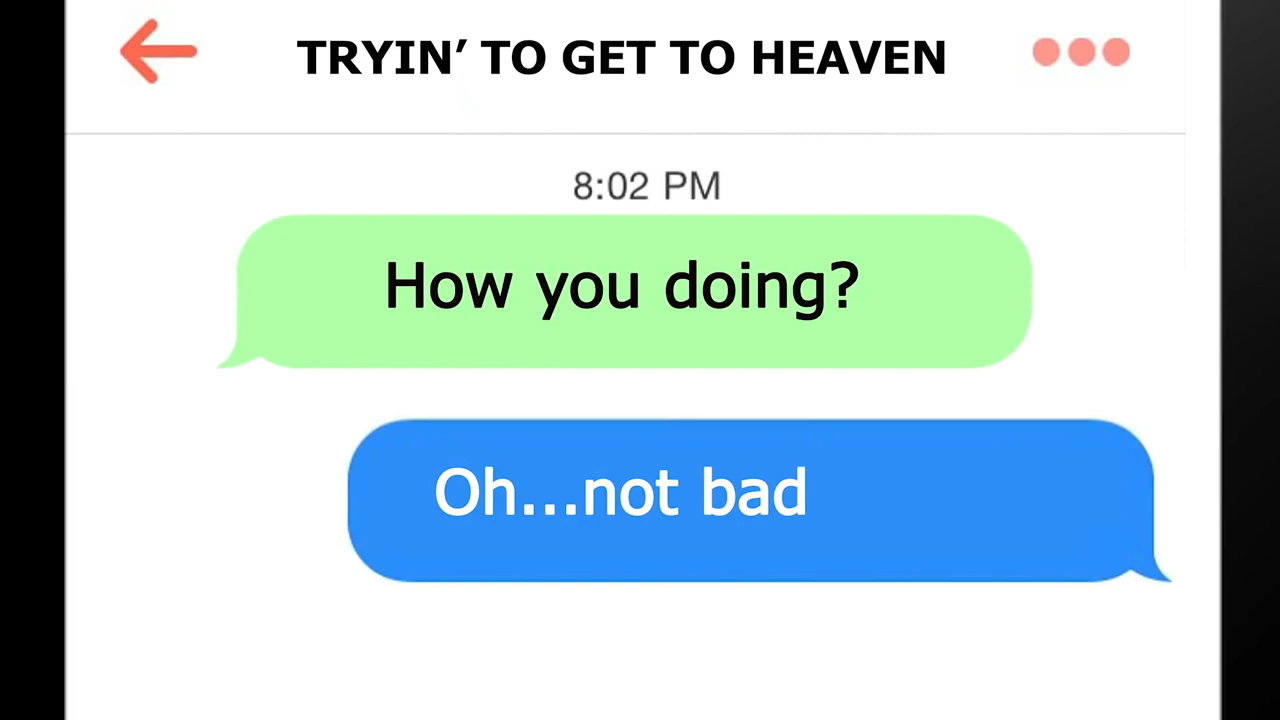 TRYIN’ TO GET TO HEAVEN
8:02 PM
How you doing?
Oh...not bad